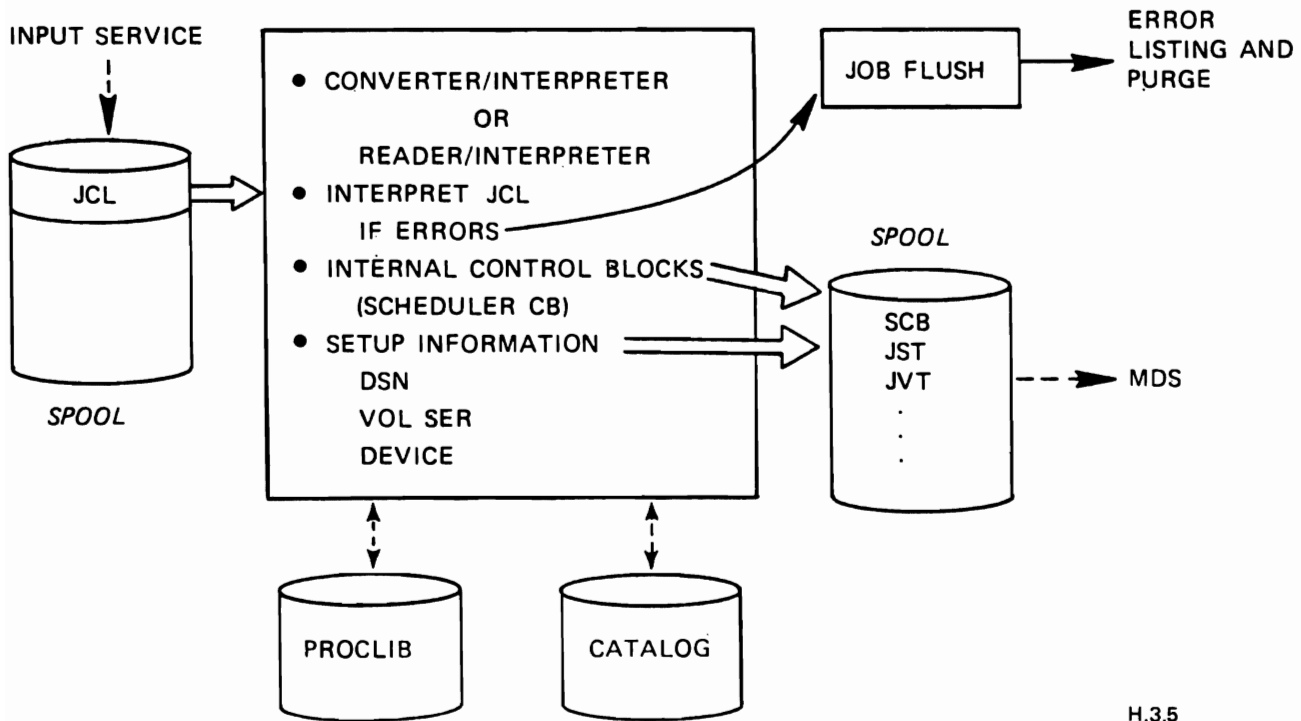 INPUT SERVICE
JCL
SPOOL
• CONVERTER/INTERPRETER
OR
READER/INTERPRETER
• INTERPRET JCL
IF ERRORS
• INTERNAL CONTROL BLOCKS
(SCHEDULER CB)
• SETUP INFORMATION
DSN
VOL SER
DEVICE
JOB FLUSH
ERROR
LISTING AND
PURGE
SPOOL
SCB
JST
JVT
.
.
.
MDS
PROCLIB
CATALOG
H.3.5